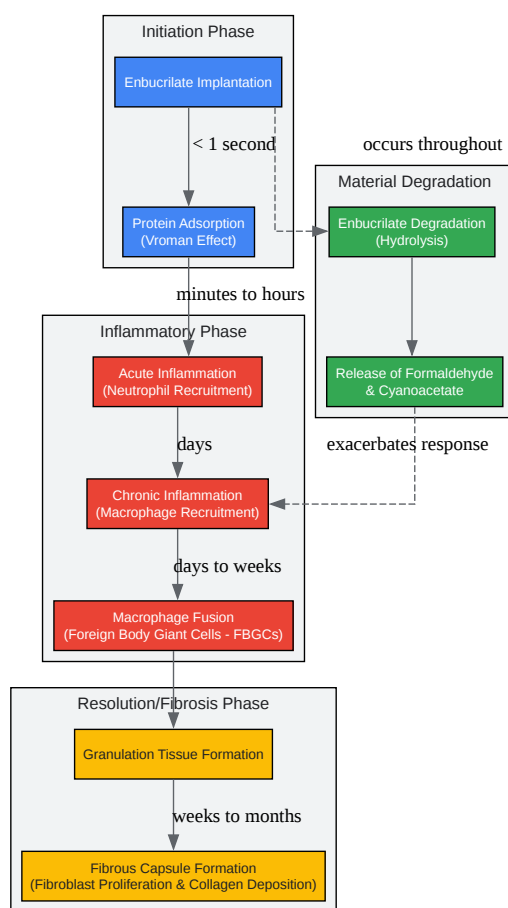 Initiation Phase
Enbucrilate Implantation
< 1 second
occurs throughout
Material Degradation
Protein Adsorption
(Vroman Effect)
Enbucrilate Degradation
(Hydrolysis)
minutes to hours
Inflammatory Phase
Acute Inflammation
(Neutrophil Recruitment)
Release of Formaldehyde
& Cyanoacetate
days
exacerbates response
Chronic Inflammation
(Macrophage Recruitment)
days to weeks
Macrophage Fusion
(Foreign Body Giant Cells - FBGCs)
Resolution/Fibrosis Phase
Granulation Tissue Formation
weeks to months
Fibrous Capsule Formation
(Fibroblast Proliferation & Collagen Deposition)